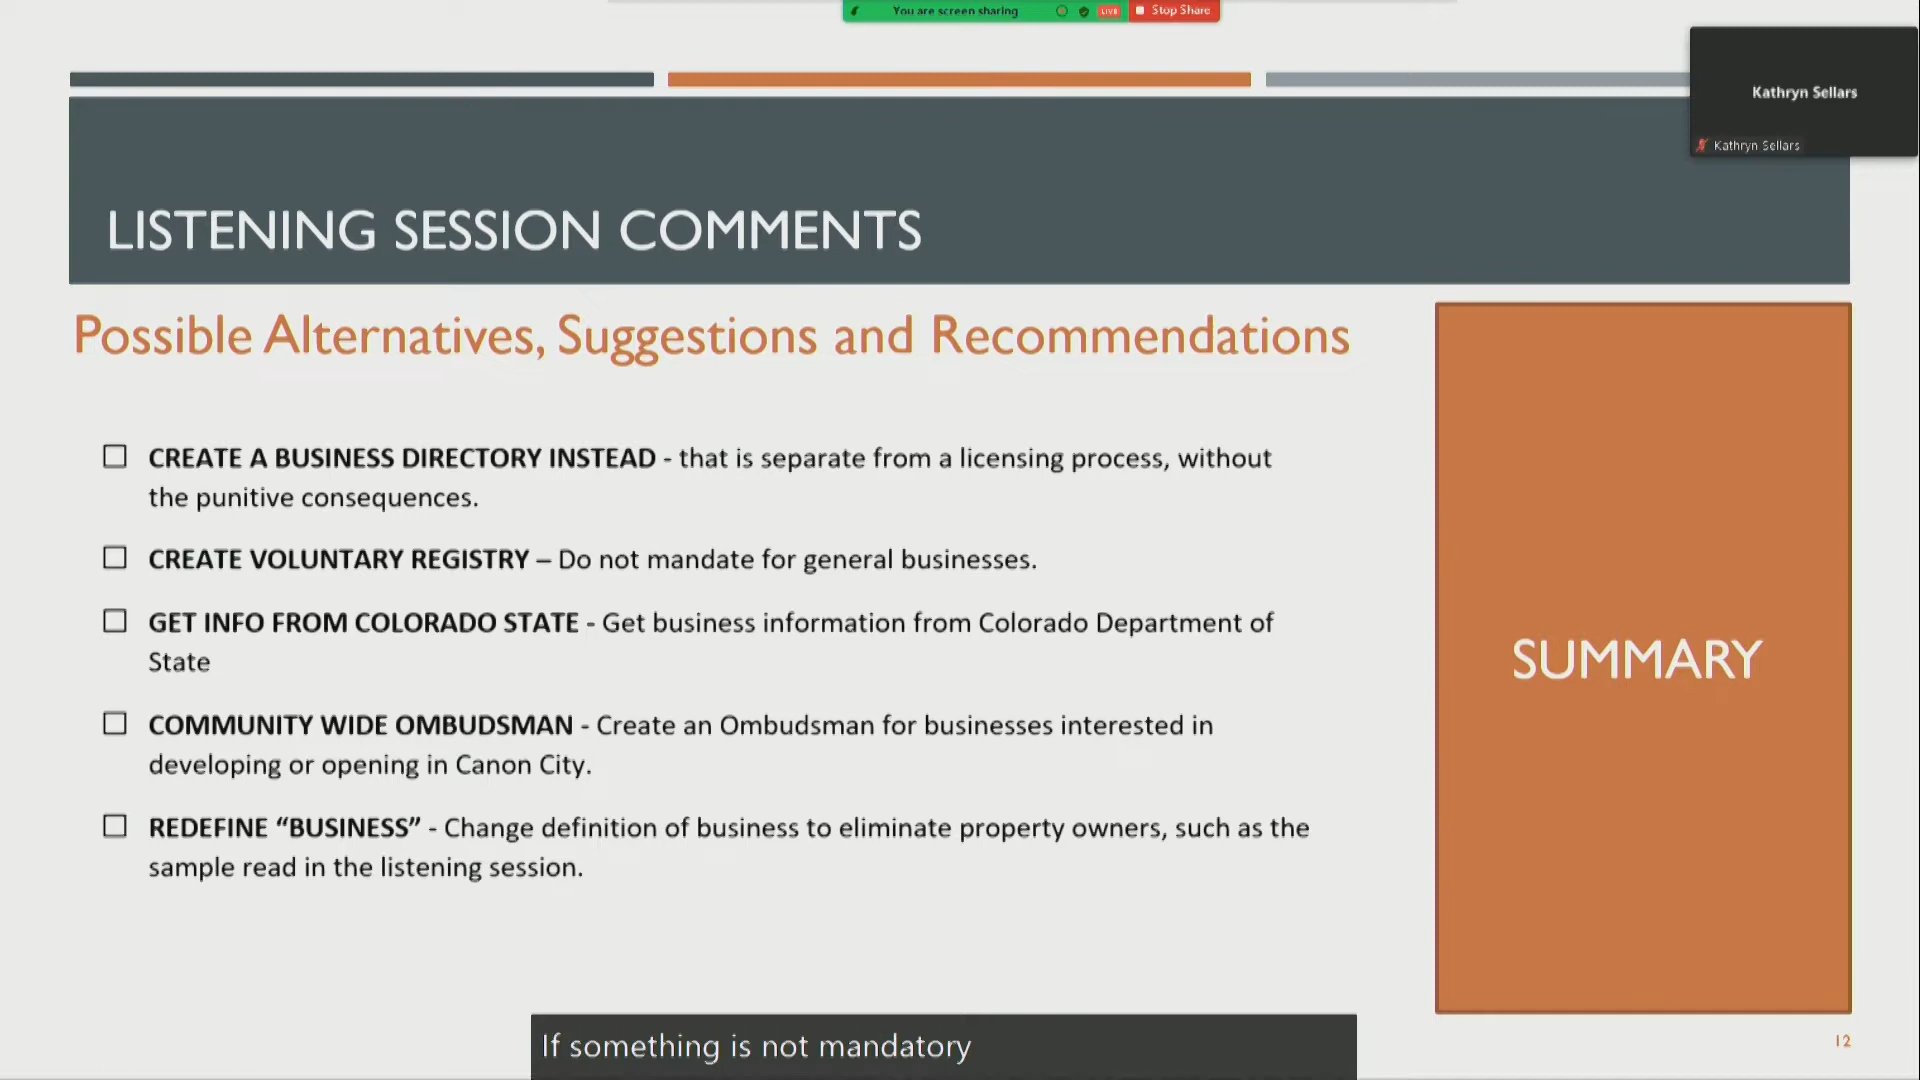 You are screen sharing
LIVE
Stop Share
Kathryn Sellars
Kathryn Sellars
LISTENING SESSION COMMENTS
Possible Alternatives, Suggestions and Recommendations
CREATE A BUSINESS DIRECTORY INSTEAD - that is separate from a licensing process, without
the punitive consequences.
CREATE VOLUNTARY REGISTRY – Do not mandate for general businesses.
GET INFO FROM COLORADO STATE - Get business information from Colorado Department of
State
COMMUNITY WIDE OMBUDSMAN - Create an Ombudsman for businesses interested in
developing or opening in Canon City.
REDEFINE “BUSINESS” - Change definition of business to eliminate property owners, such as the
sample read in the listening session.
SUMMARY
If something is not mandatory
12